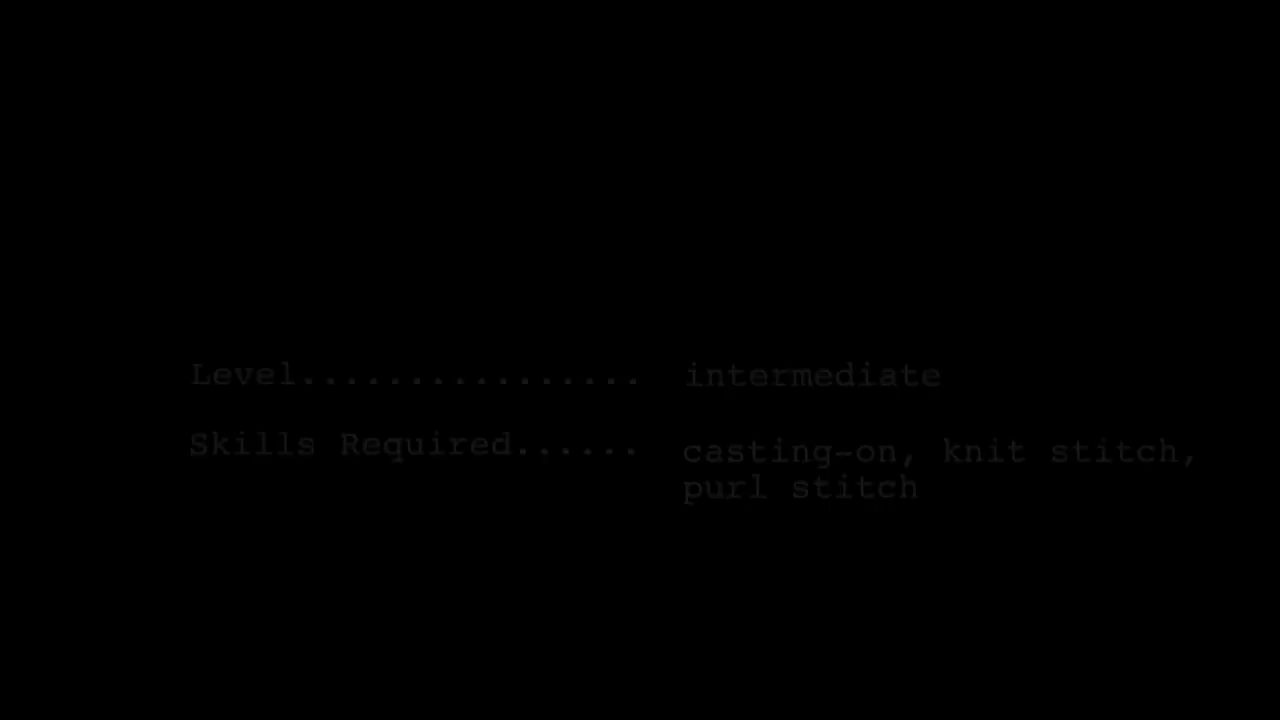 Level................ intermediate
Skills Required...... casting-on, knit stitch,
purl stitch